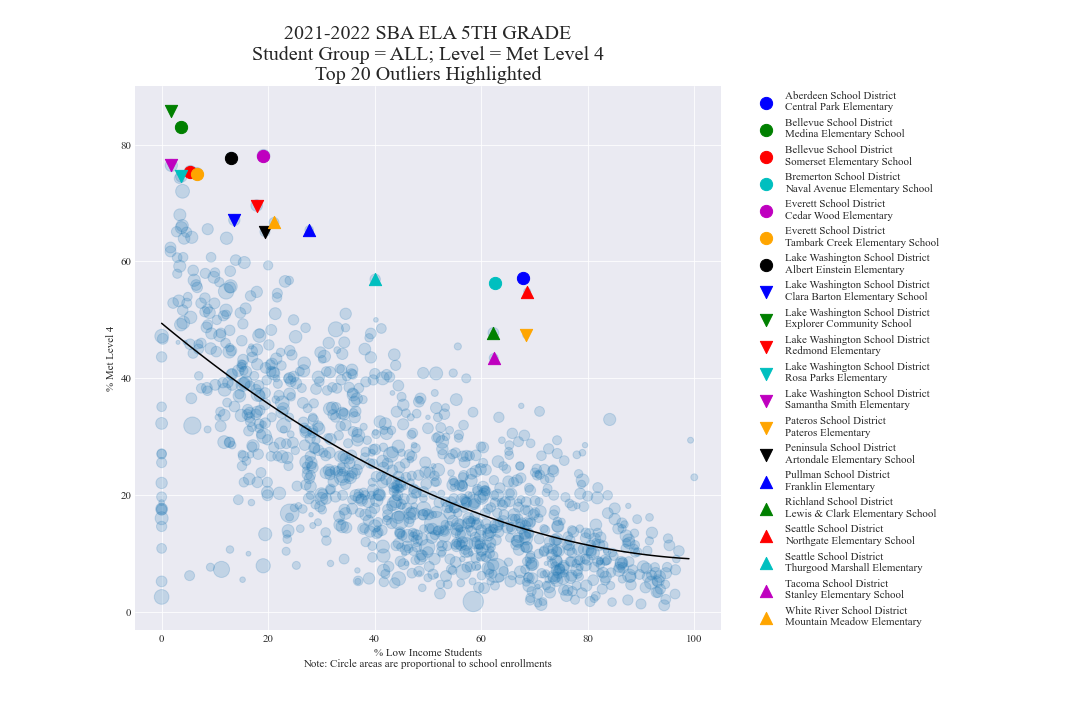 2021-2022 SBA ELA 5TH GRADE
Student Group = ALL; Level = Met Level 4
Top 20 Outliers Highlighted
% Met Level 4
80
60
40
20
0
0 20 40 60 80 100
% Low Income Students
Note: Circle areas are proportional to school enrollments
Aberdeen School District
Central Park Elementary
Bellevue School District
Medina Elementary School
Bellevue School District
Somerset Elementary School
Bremerton School District
Naval Avenue Elementary School
Everett School District
Cedar Wood Elementary
Everett School District
Tambark Creek Elementary School
Lake Washington School District
Albert Einstein Elementary
Lake Washington School District
Clara Barton Elementary School
Lake Washington School District
Explorer Community School
Lake Washington School District
Redmond Elementary
Lake Washington School District
Rosa Parks Elementary
Lake Washington School District
Samantha Smith Elementary
Pateros School District
Pateros Elementary
Peninsula School District
Artondale Elementary School
Pullman School District
Franklin Elementary
Richland School District
Lewis & Clark Elementary School
Seattle School District
Northgate Elementary School
Seattle School District
Thurgood Marshall Elementary
Tacoma School District
Stanley Elementary School
White River School District
Mountain Meadow Elementary